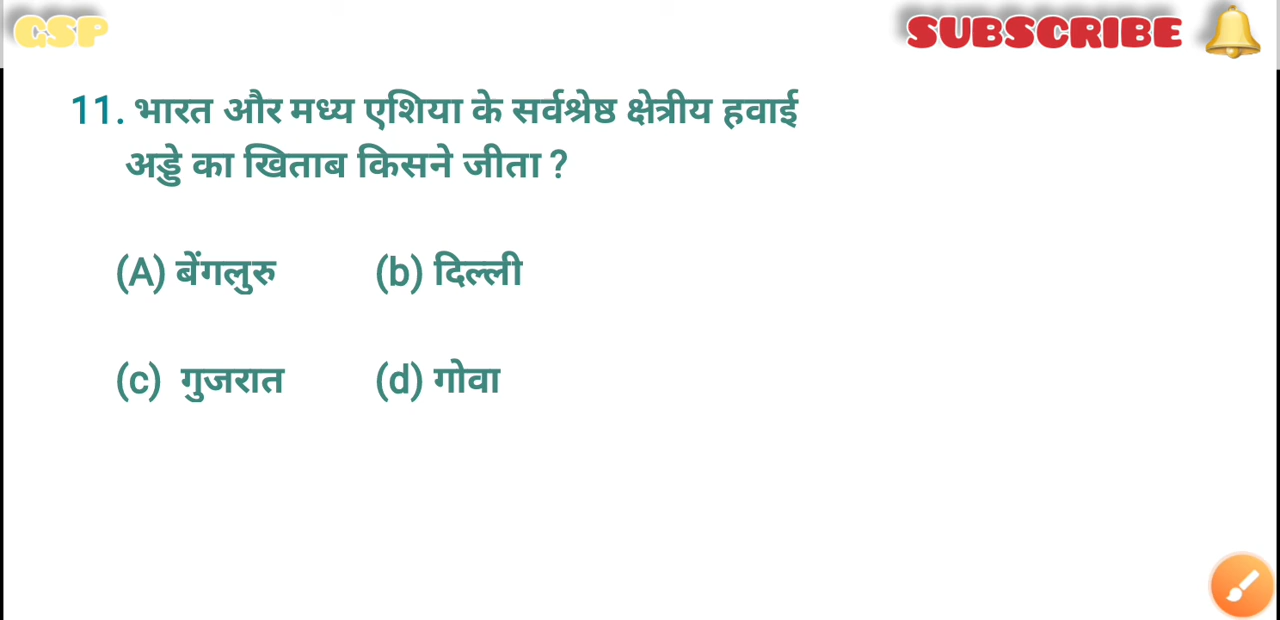 GSP
SUBSCRIBE
11. भारत और मध्य एशिया के सर्वश्रेष्ठ क्षेत्रीय हवाई
अड्डे का खिताब किसने जीता ?
(A) बेंगलुरु (b) दिल्ली
(c) गुजरात (d) गोवा